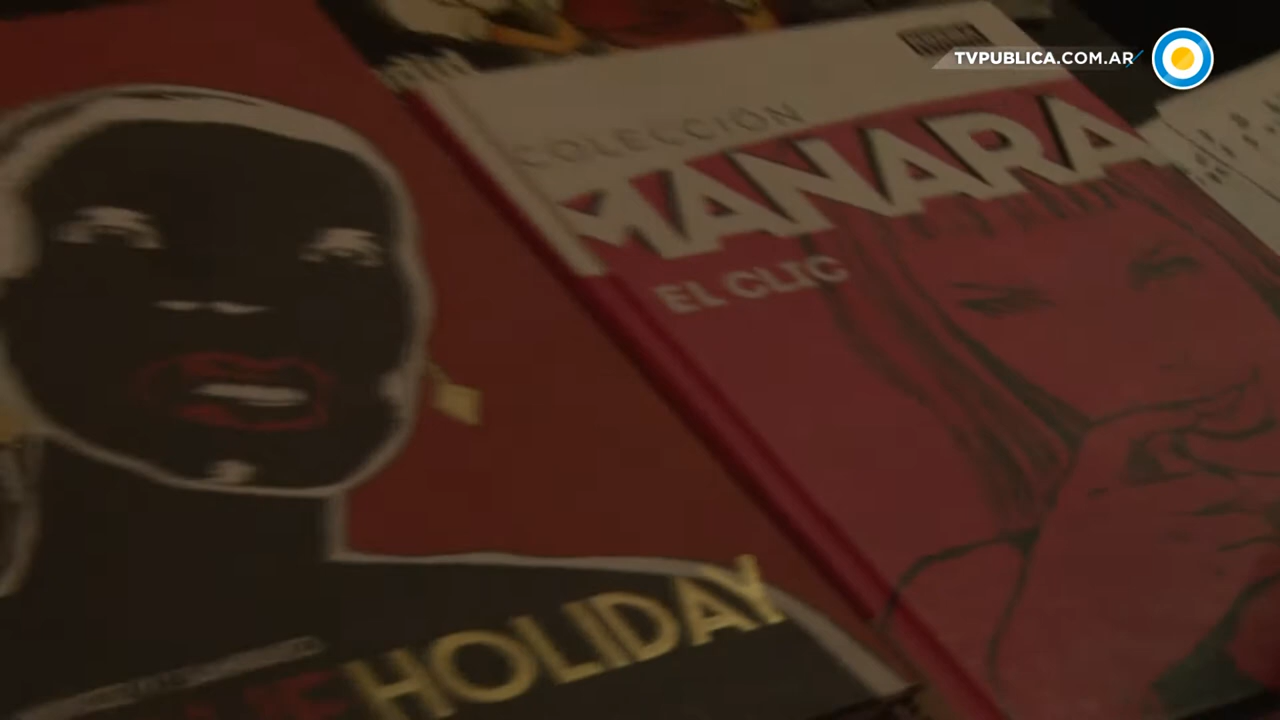 TVPUBLICA.COM.AR
COLECCIÓN
MANARA
EL CLIC
HOLIDAY